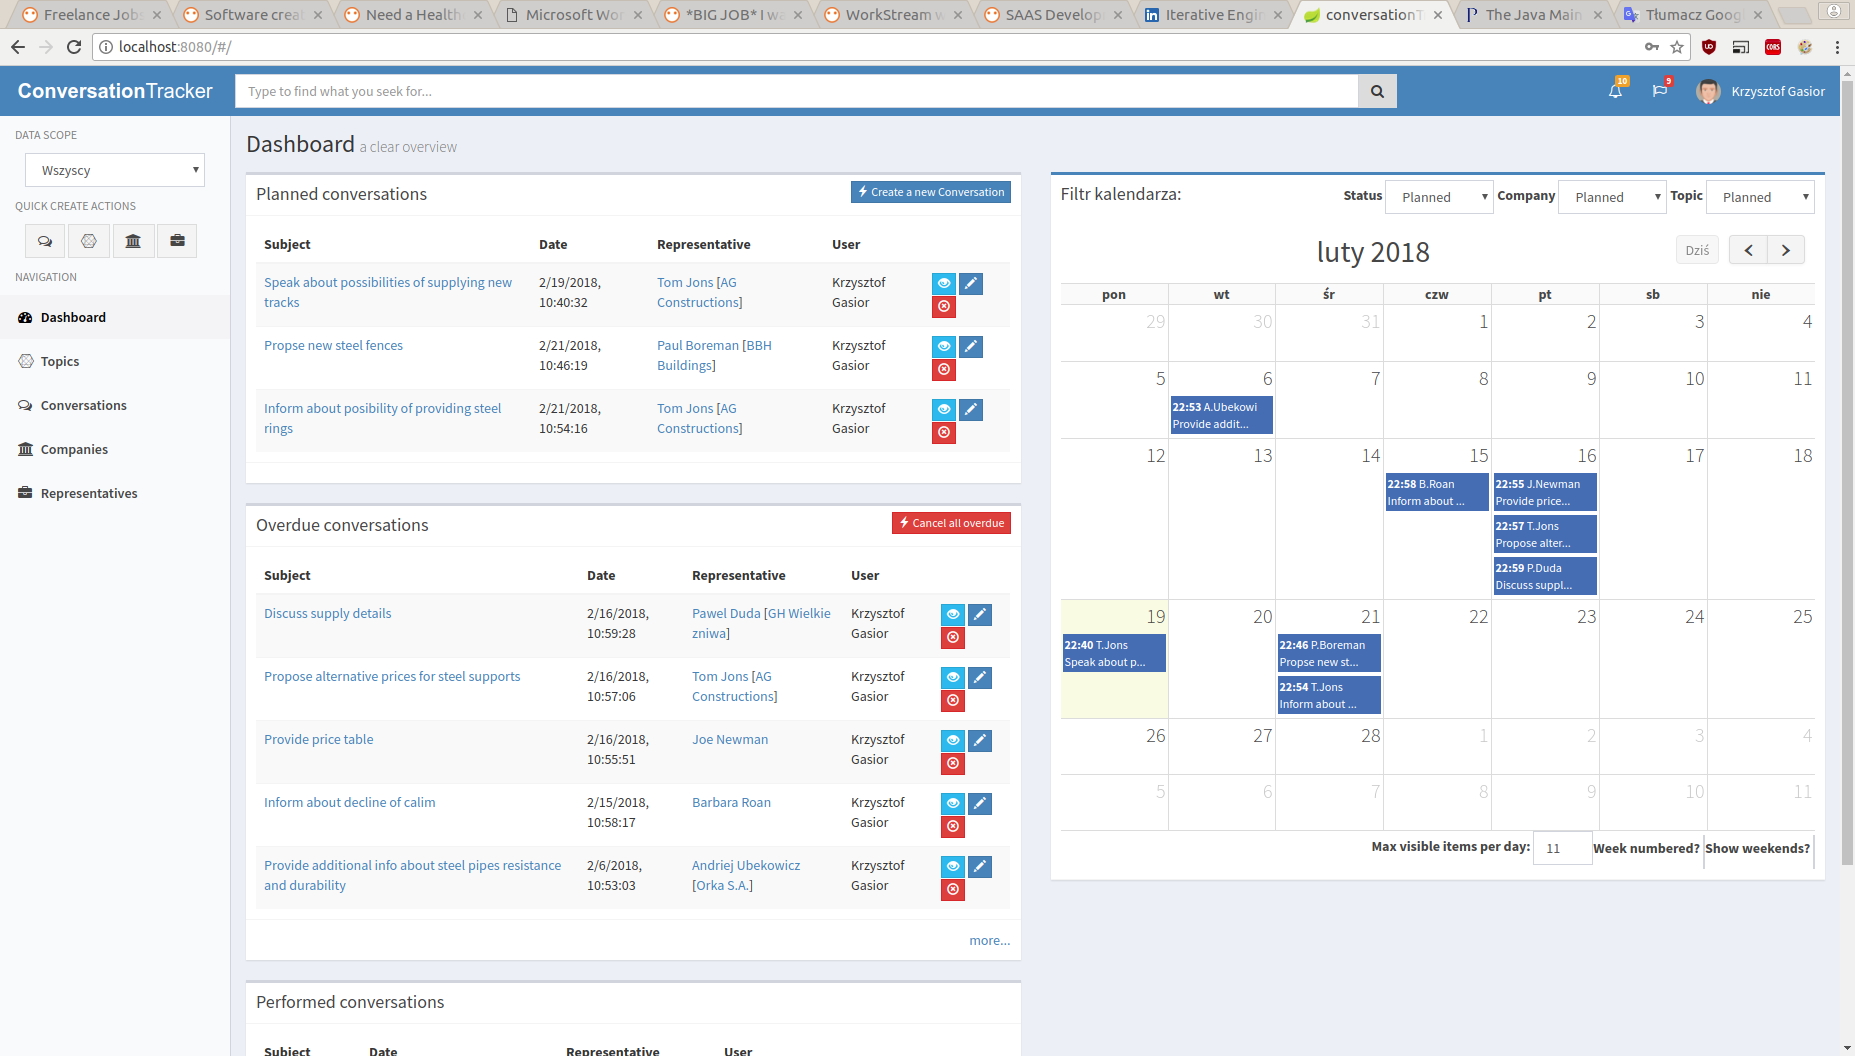 Freelance Jobs
Software crea
Need a Health
Microsoft Wor
*BIG JOB* I wa
WorkStream w
SAAS Develop
Iterative Engin
conversationT
The Java Main
Tłumacz Goog
localhost:8080/#/
ConversationTracker
Type to find what you seek for...
10
9
Krzysztof Gasior
DATA SCOPE
Wszyscy
QUICK CREATE ACTIONS
NAVIGATION
Dashboard
Topics
Conversations
Companies
Representatives
Dashboard a clear overview
Planned conversations
Create a new Conversation
Subject Date Representative User
Speak about possibilities of supplying new 2/19/2018, Tom Jons [AG Krzysztof
tracks 10:40:32 Constructions] Gasior
Propse new steel fences 2/21/2018, Paul Boreman [BBH Krzysztof
10:46:19 Buildings] Gasior
Inform about posibility of providing steel 2/21/2018, Tom Jons [AG Krzysztof
rings 10:54:16 Constructions] Gasior
Overdue conversations
Cancel all overdue
Subject Date Representative User
Discuss supply details 2/16/2018, Pawel Duda [GH Wielkie Krzysztof
10:59:28 zniwa] Gasior
Propose alternative prices for steel supports 2/16/2018, Tom Jons [AG Krzysztof
10:57:06 Constructions] Gasior
Provide price table 2/16/2018, Joe Newman Krzysztof
10:55:51 Gasior
Inform about decline of calim 2/15/2018, Barbara Roan Krzysztof
10:58:17 Gasior
Provide additional info about steel pipes resistance 2/6/2018, Andriej Ubekowicz Krzysztof
and durability 10:53:03 [Orka S.A.] Gasior
more...
Performed conversations
Subject Date Representative User
Filtr kalendarza:
Status Planned Company Planned Topic Planned
luty 2018
Dziś
pon wt śr czw pt sb nie
29 30 31 1 2 3 4
5 6 7 8 9 10 11
22:53 A.Ubekowi
Provide addit...
12 13 14 15 16 17 18
22:58 B.Roan
Inform about ...
22:55 J.Newman
Provide price...
22:57 T.Jons
Propose alter...
22:59 P.Duda
Discuss suppl...
19 20 21 22 23 24 25
22:40 T.Jons
Speak about p...
22:46 P.Boreman
Propse new st...
22:54 T.Jons
Inform about ...
26 27 28 1 2 3 4
5 6 7 8 9 10 11
Max visible items per day: 11 Week numbered? Show weekends?